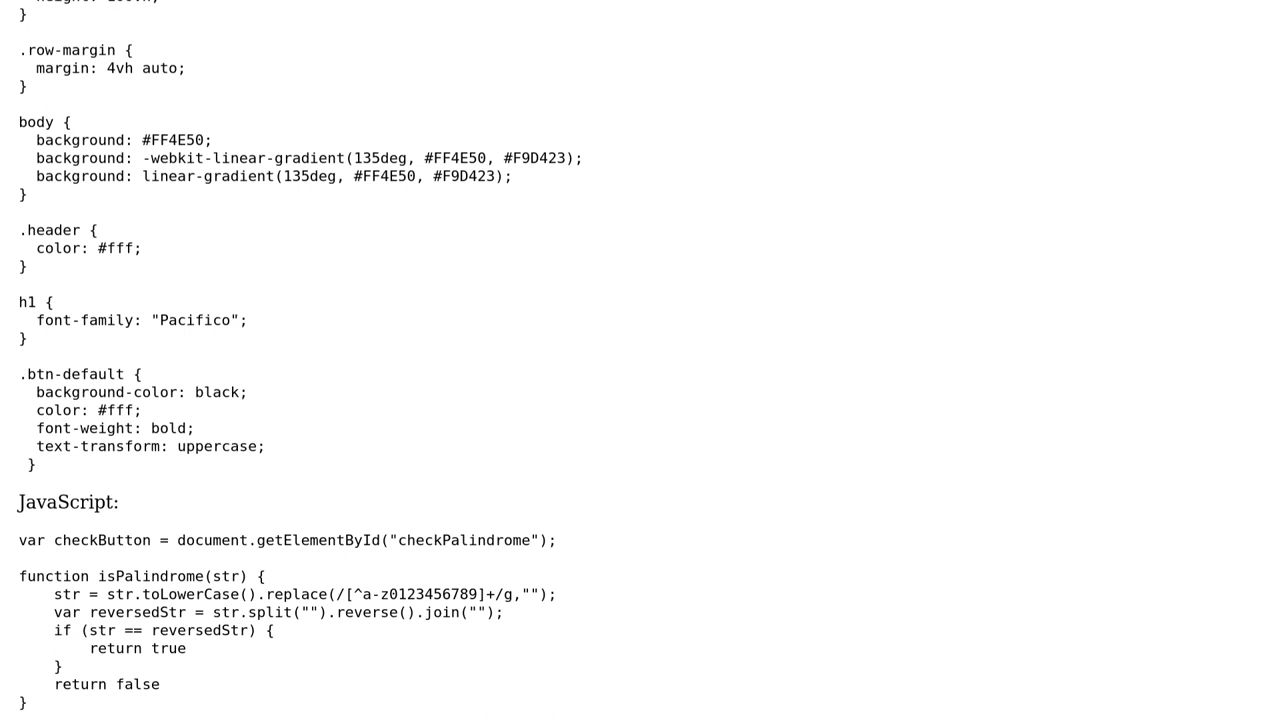 }

.row-margin {
  margin: 4vh auto;
}

body {
  background: #FF4E50;
  background: -webkit-linear-gradient(135deg, #FF4E50, #F9D423);
  background: linear-gradient(135deg, #FF4E50, #F9D423);
}

.header {
  color: #fff;
}

h1 {
  font-family: "Pacifico";
}

.btn-default {
  background-color: black;
  color: #fff;
  font-weight: bold;
  text-transform: uppercase;
 }

JavaScript:

var checkButton = document.getElementById("checkPalindrome");

function isPalindrome(str) {
    str = str.toLowerCase().replace(/[^a-z0123456789]+/g,"");
    var reversedStr = str.split("").reverse().join("");
    if (str == reversedStr) {
        return true
    }
    return false
}